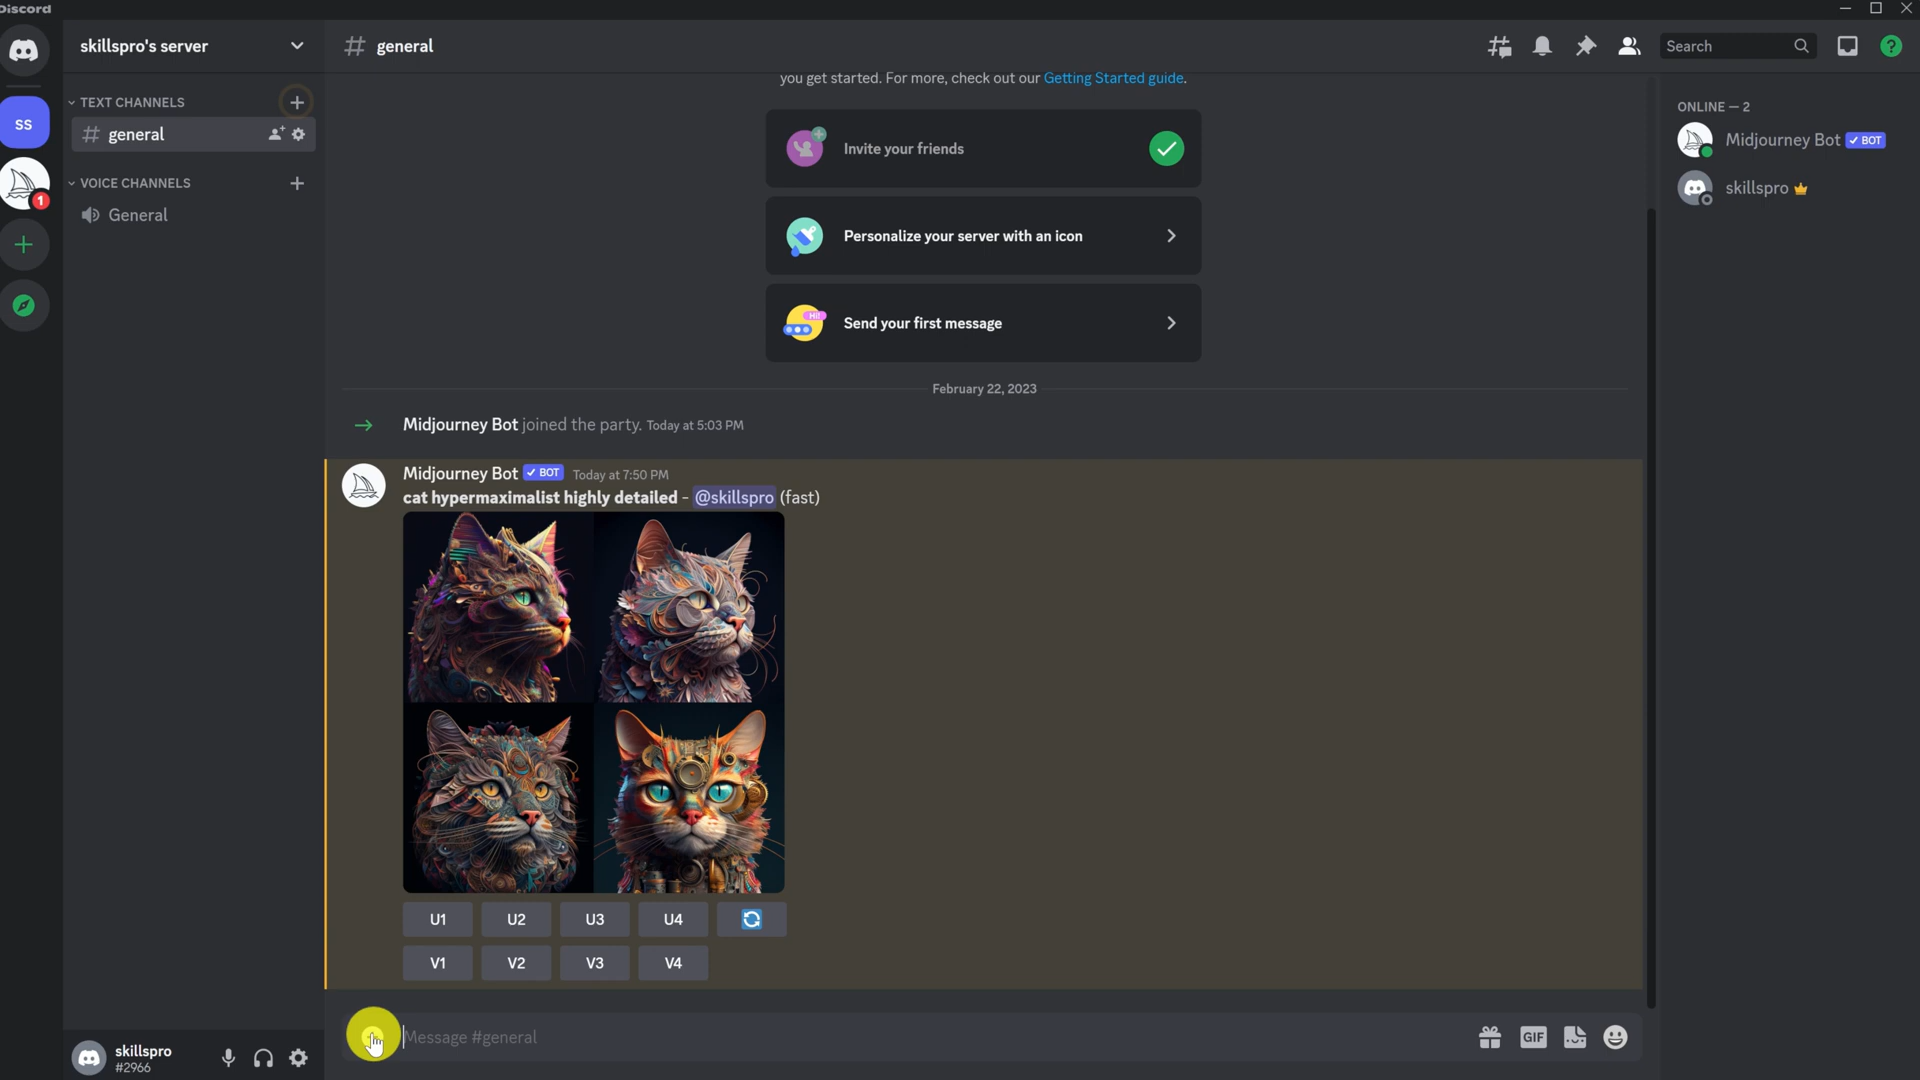 Discord
skillspro's server
general
Search
?
TEXT CHANNELS
SS
general
1
VOICE CHANNELS
General
you get started. For more, check out our Getting Started guide.
Invite your friends
Personalize your server with an icon
Hi!
Send your first message
February 22, 2023
Midjourney Bot joined the party. Today at 5:03 PM
Midjourney Bot BOT Today at 7:50 PM
cat hypermaximalist highly detailed - @skillspro (fast)
U1 U2 U3 U4
V1 V2 V3 V4
Message #general
GIF
skillspro
#2966
ONLINE — 2
Midjourney Bot BOT
skillspro